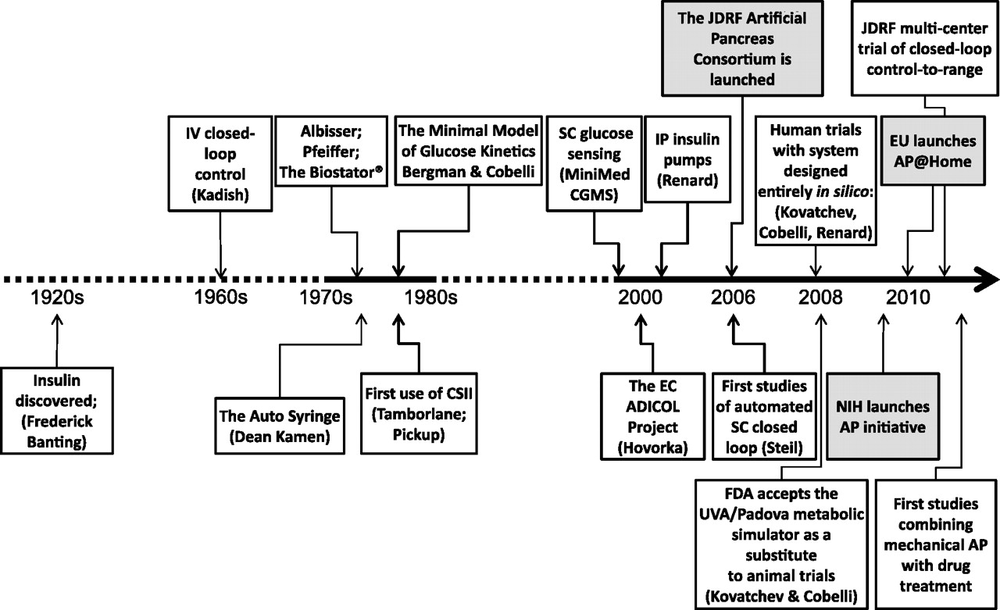 The JDRF Artificial
Pancreas
Consortium is
launched
JDRF multi-center
trial of closed-loop
control-to-range
IV closed-
loop
control
(Kadish)
Albisser;
Pfeiffer;
The Biostator®
The Minimal Model
of Glucose Kinetics
Bergman & Cobelli
SC glucose
sensing
(MiniMed
CGMS)
IP insulin
pumps
(Renard)
Human trials
with system
designed
entirely in silico:
(Kovatchev,
Cobelli, Renard)
EU launches
AP@Home
1920s
1960s
1970s
1980s
2000
2006
2008
2010
Insulin
discovered;
(Frederick
Banting)
The Auto Syringe
(Dean Kamen)
First use of CSII
(Tamborlane;
Pickup)
The EC
ADICOL
Project
(Hovorka)
First studies
of automated
SC closed
loop (Steil)
NIH launches
AP initiative
FDA accepts the
UVA/Padova metabolic
simulator as a
substitute
to animal trials
(Kovatchev & Cobelli)
First studies
combining
mechanical AP
with drug
treatment